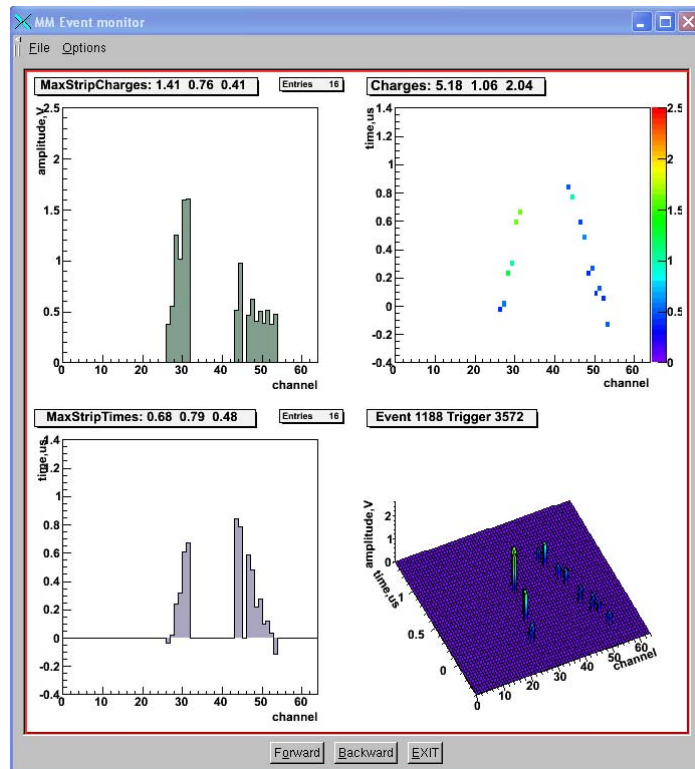 MM Event monitor
File Options
MaxStripCharges: 1.41 0.76 0.41
Entries 16
amplitude,V
2.5
2
1.5
1
0.5
0
0 10 20 30 40 50 60
channel
Charges: 5.18 1.06 2.04
time,us
1.4
1.2
1
0.8
0.6
0.4
0.2
0
-0.2
-0.4
0 10 20 30 40 50 60
channel
2.5
2
1.5
1
0.5
0
MaxStripTimes: 0.68 0.79 0.48
Entries 16
time,us
1.4
1.2
1
0.8
0.6
0.4
0.2
0
-0.2
-0.4
0 10 20 30 40 50 60
channel
Event 1188 Trigger 3572
amplitude,V
2
1
0
time,us
1
0.5
0
0 10 20 30 40 50 60
channel
Forward Backward EXIT